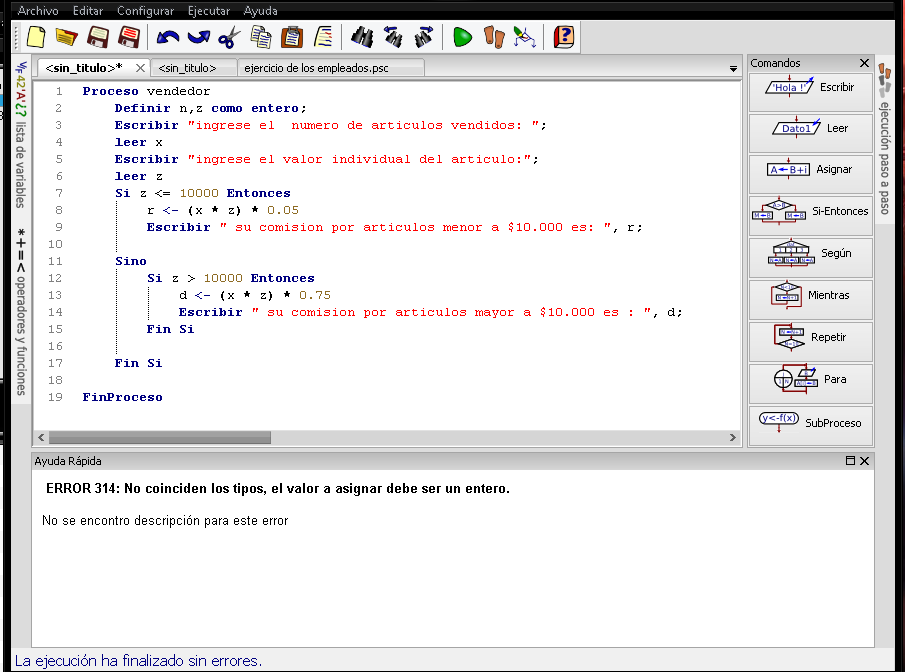 Archivo Editar Configurar Ejecutar Ayuda
<sin_titulo>* <sin_titulo> ejercicio de los empleados.psc
1 Proceso vendedor
2 Definir n,z como entero;
3 Escribir "ingrese el  numero de articulos vendidos: ";
4 leer x
5 Escribir "ingrese el valor individual del articulo:";
6 leer z
7 Si z <= 10000 Entonces
8 r <- (x * z) * 0.05
9 Escribir " su comision por articulos menor a $10.000 es: ", r;
10
11 Sino
12 Si z > 10000 Entonces
13 d <- (x * z) * 0.75
14 Escribir " su comision por articulos mayor a $10.000 es : ", d;
15 Fin Si
16
17 Fin Si
18
19 FinProceso
lista de variables
*+=< operadores y funciones
Comandos
'Hola !' Escribir
Dato1 Leer
A←B+i Asignar
Si-Entonces
Según
Mientras
Repetir
Para
y<-f(x) SubProceso
ejecución paso a paso
Ayuda Rápida
ERROR 314: No coinciden los tipos, el valor a asignar debe ser un entero.
No se encontro descripción para este error
La ejecución ha finalizado sin errores.